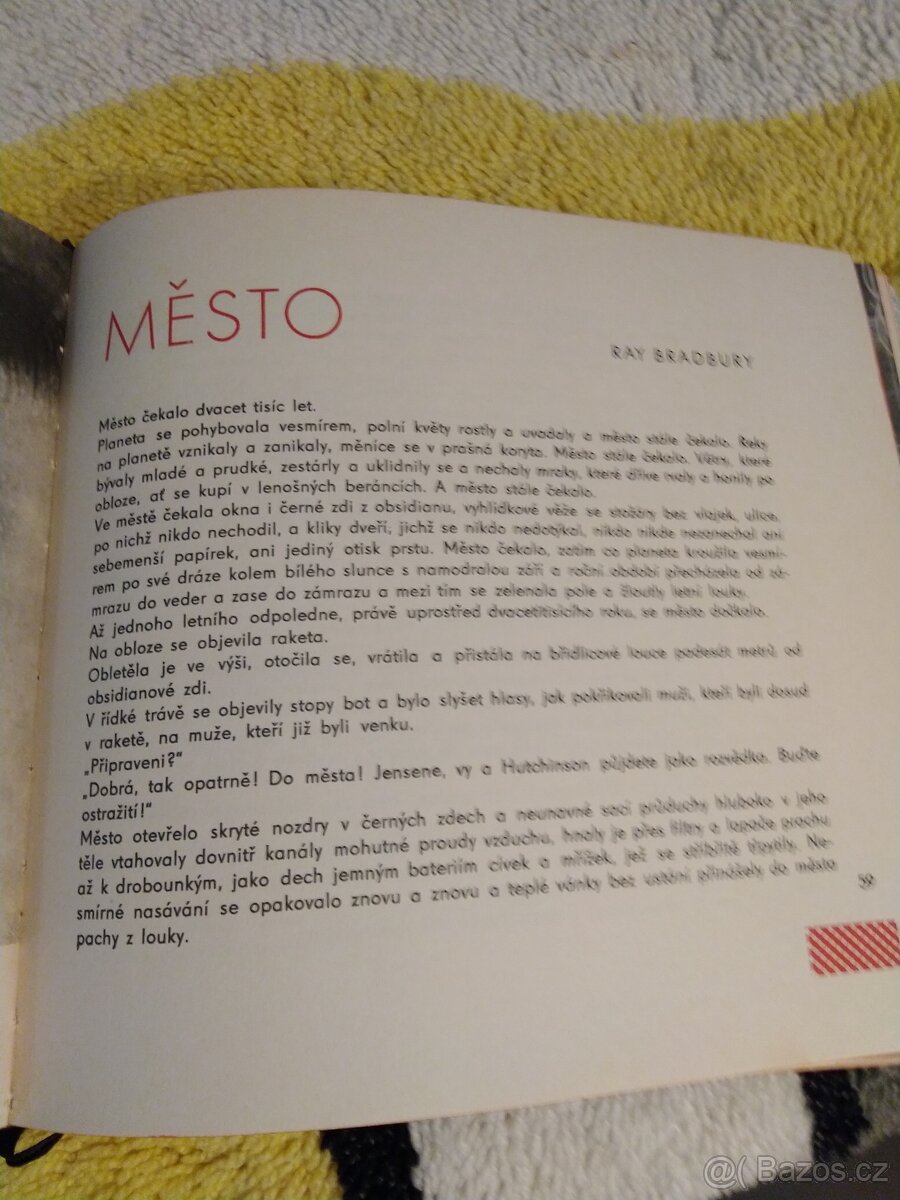 MĚSTO
RAY BRADBURY
Město čekalo dvacet tisíc let.
Planeta se pohybovala vesmírem, polní květy rostly a uvadaly a město stále čekalo. Řeky
na planetě vznikaly a zanikaly, měníce se v prašná koryta. Město stále čekalo. Větry, které
bývaly mladé a prudké, zestárly a uklidnily se a nechaly mraky, které dříve rvaly a honily po
obloze, ať se kupí v lenošných beráncích. A město stále čekalo.
Ve městě čekala okna i černé zdi z obsidianu, vyhlídkové věže se stožáry bez vlajek, ulice,
po nichž nikdo nechodil, a kliky dveří, jichž se nikdo nedotýkal, nikdo nikde nezanechal ani
sebemenší papírek, ani jediný otisk prstu. Město čekalo, zatím co planeta kroužila vesmí-
rem po své dráze kolem bílého slunce s namodralou září a roční období přecházela od zá-
mrazu do veder a zase do zámrazu a mezi tím se zelenala pole a žloutly letní louky.
Až jednoho letního odpoledne, právě uprostřed dvacetitisícího roku, se město dočkalo.
Na obloze se objevila raketa.
Obletěla je ve výši, otočila se, vrátila a přistála na břidlicové louce padesát metrů od
obsidianové zdi.
V řídké trávě se objevily stopy bot a bylo slyšet hlasy, jak pokřikovali muži, kteří byli dosud
v raketě, na muže, kteří již byli venku.
„Připraveni?“
„Dobrá, tak opatrně! Do města! Jensene, vy a Hutchinson půjdete jako rozvědka. Buďte
ostražití!“
Město otevřelo skryté nozdry v černých zdech a neunavné sací průduchy hluboko v jeho
těle vtahovaly dovnitř kanály mohutné proudy vzduchu, hnaly je přes filtry a lapače prachu
až k drobounkým, jako dech jemným bateriím cívek a mřížek, jež se stříbřitě třpytily. Ne-
smírné nasávání se opakovalo znovu a znovu a teplé vánky bez ustání přinášely do města
pachy z louky.
59
@( Bazos.cz